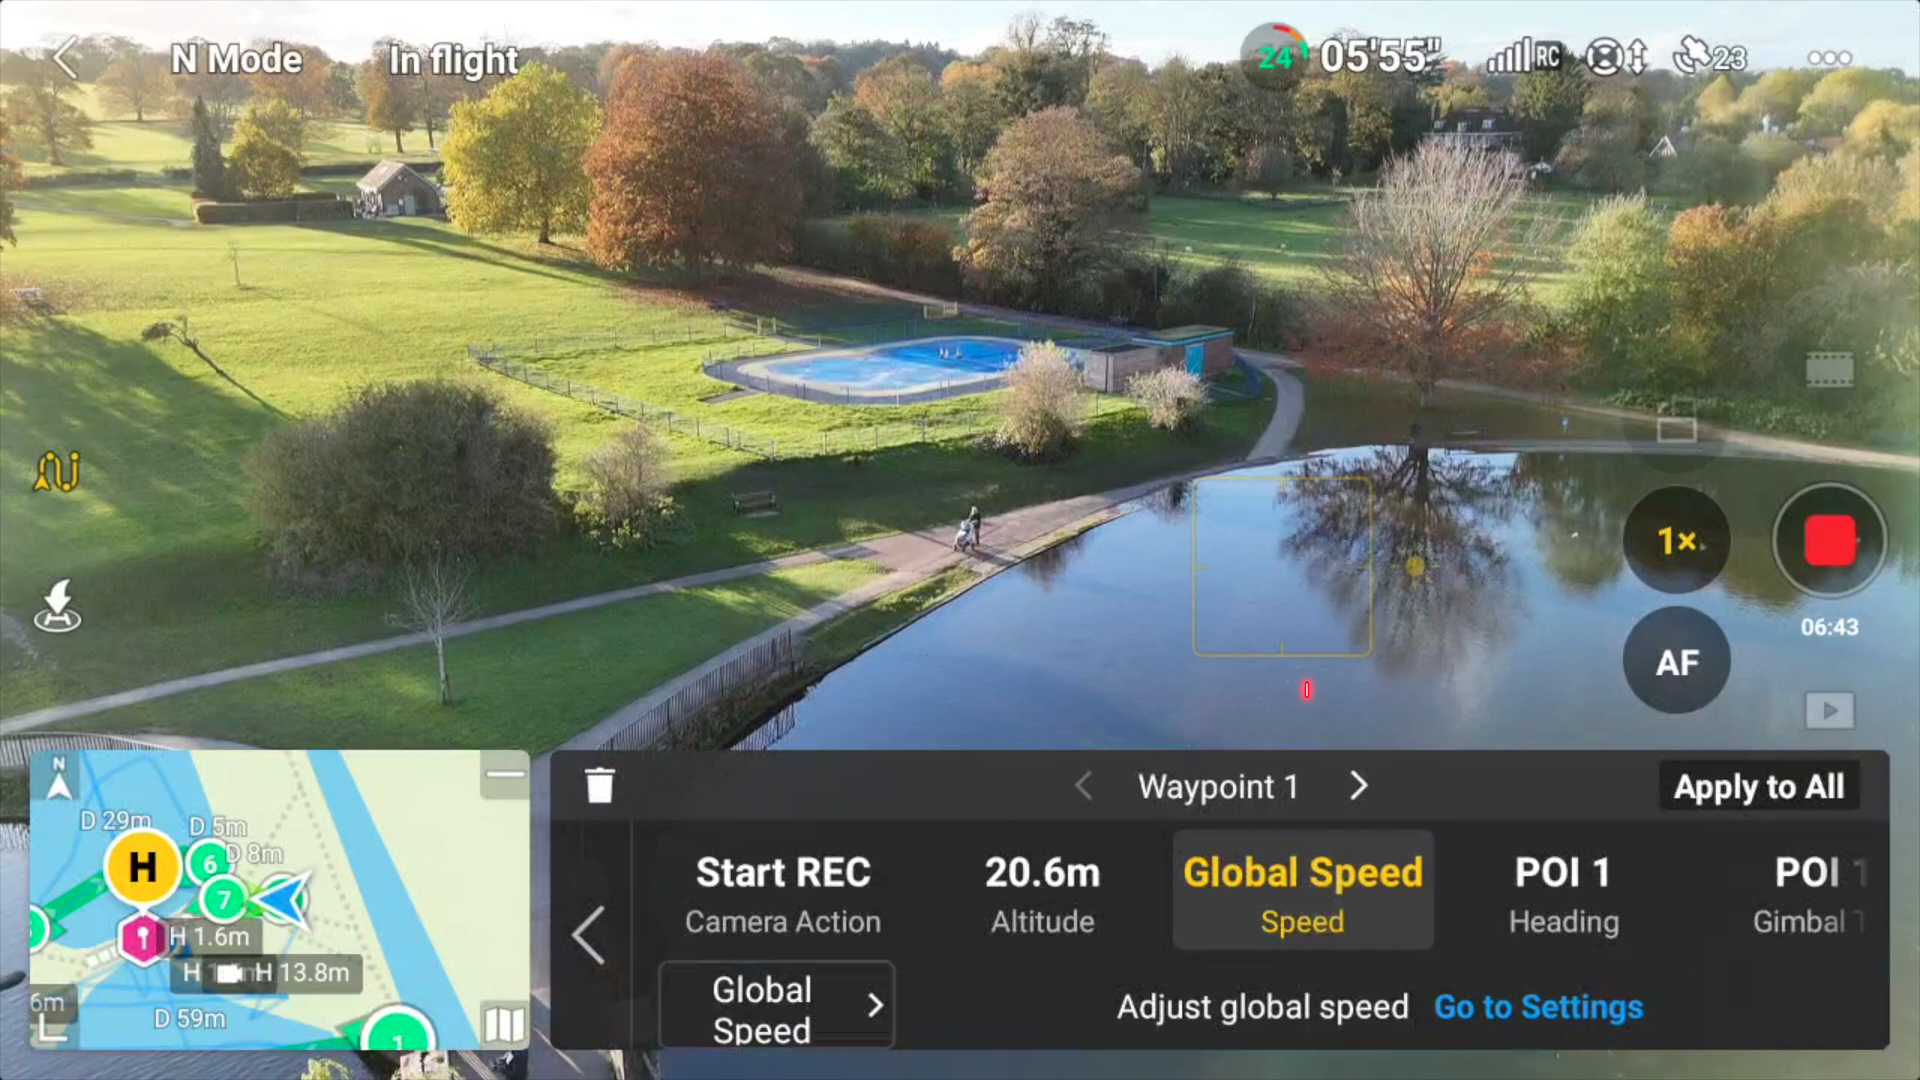 N Mode
In flight
24
05'55"
RC
23
1×
06:43
AF
N
D 29m
D 5m
D 8m
H
6
7
H 1.6m
H 13.8m
6m
D 59m
1
Waypoint 1
Apply to All
Start REC
Camera Action
20.6m
Altitude
Global Speed
Speed
POI 1
Heading
POI 1
Gimbal
Global
Speed
Adjust global speed
Go to Settings